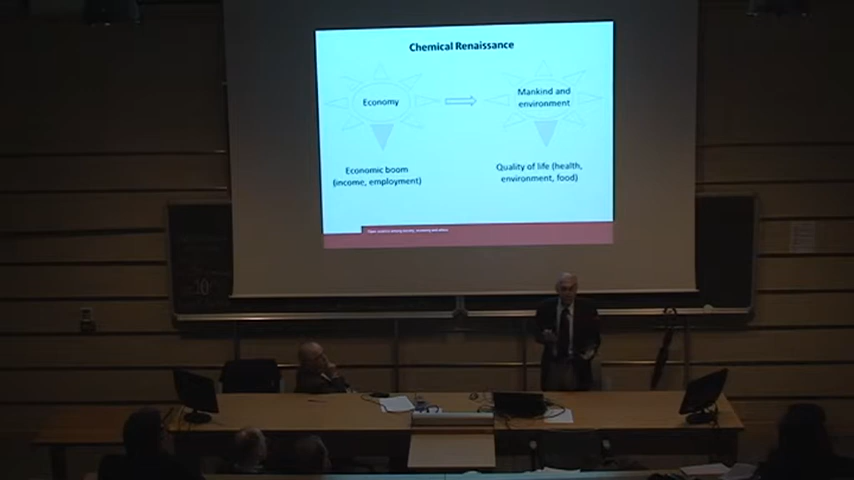 Chemical Renaissance
Economy
Mankind and
environment
Economic boom
(income, employment)
Quality of life (health,
environment, food)